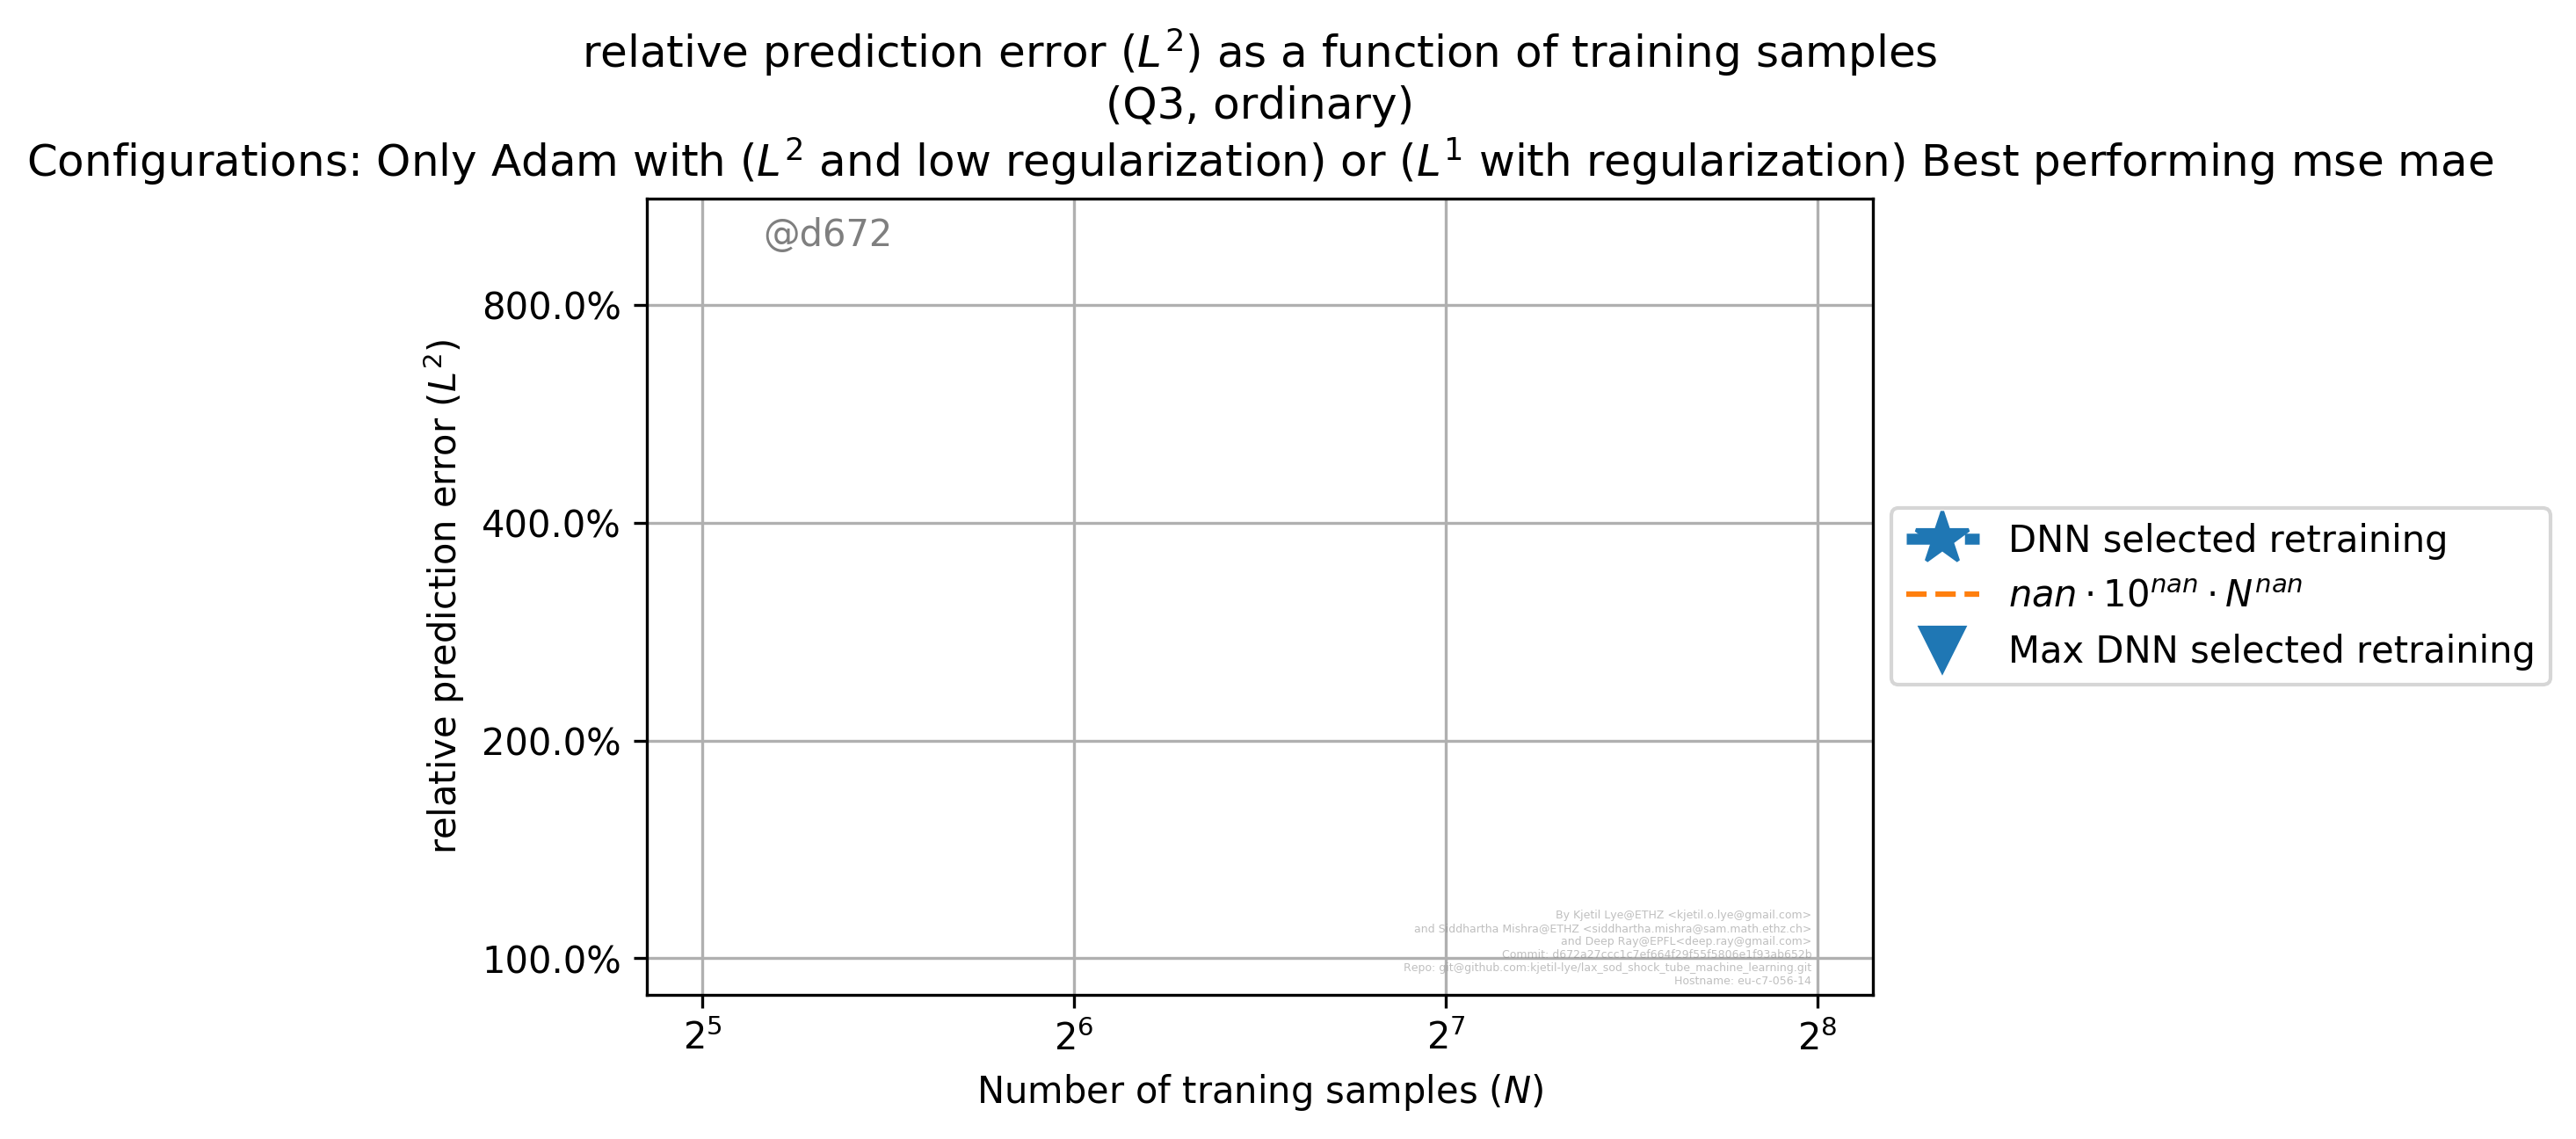 relative prediction error (L²) as a function of training samples
(Q3, ordinary)
Configurations: Only Adam with (L² and low regularization) or (L¹ with regularization) Best performing mse mae
@d672
800.0%
400.0%
200.0%
100.0%
relative prediction error (L²)
DNN selected retraining
nan · 10^nan · N^nan
Max DNN selected retraining
By Kjetil Lye@ETHZ <kjetil.o.lye@gmail.com>
and Siddhartha Mishra@ETHZ <siddhartha.mishra@sam.math.ethz.ch>
and Deep Ray@EPFL<deep.ray@gmail.com>
Commit: d672a27ccc1c7ef664f29f55f5806e1f93ab652b
Repo: git@github.com:kjetil-lye/lax_sod_shock_tube_machine_learning.git
Hostname: eu-c7-056-14
2⁵ 2⁶ 2⁷ 2⁸
Number of traning samples (N)